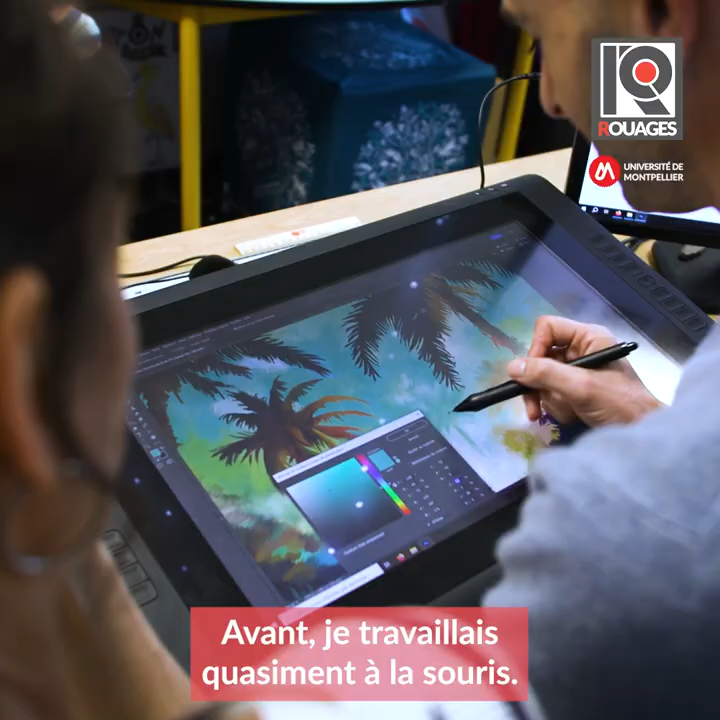 ROUAGES
UNIVERSITÉ DE
MONTPELLIER
Avant, je travaillais
quasiment à la souris.